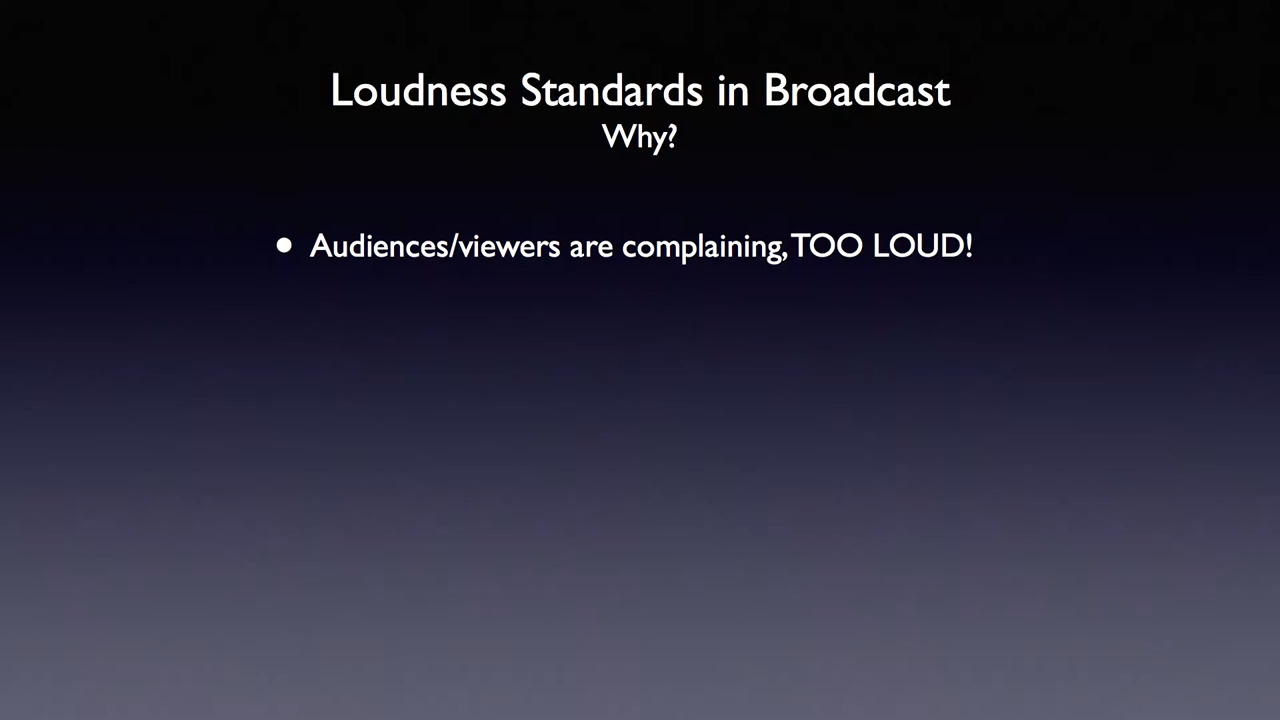 Loudness Standards in Broadcast
Why?
• Audiences/viewers are complaining, TOO LOUD!